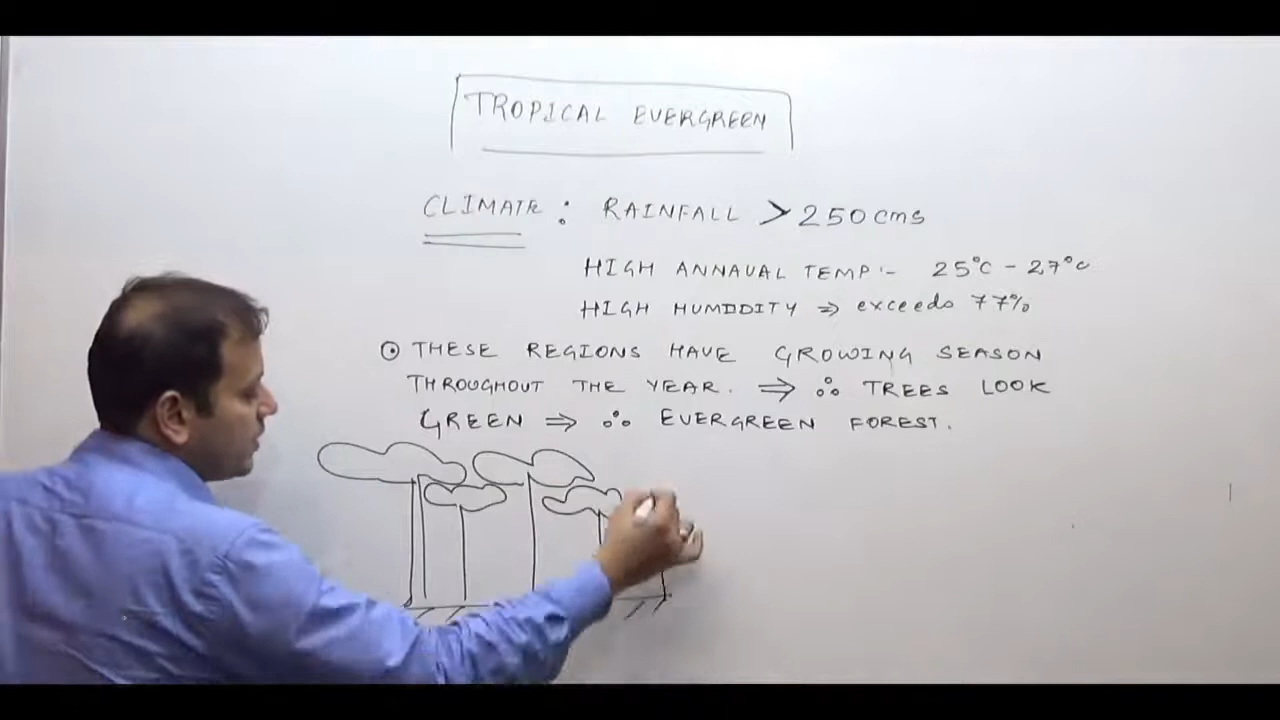 TROPICAL EVERGREEN
CLIMATE : RAINFALL > 250 cms
HIGH ANNAUAL TEMP :- 25°C - 27°C
HIGH HUMIDITY ⇒ exceeds 77%
⊙ THESE REGIONS HAVE GROWING SEASON
THROUGHOUT THE YEAR. ⇒ ∴ TREES LOOK
GREEN ⇒ ∴ EVERGREEN FOREST.